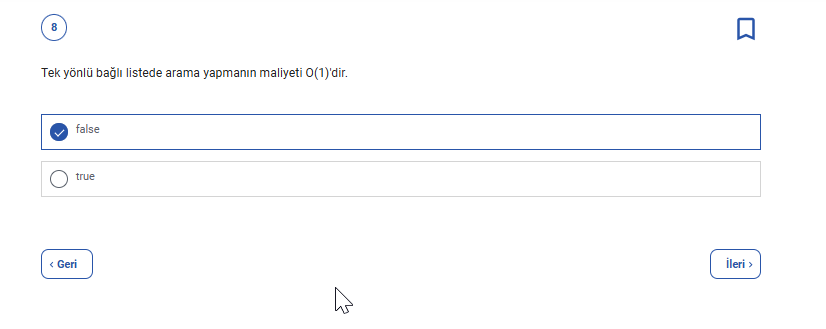 8
Tek yönlü bağlı listede arama yapmanın maliyeti O(1)'dir.
false
true
‹ Geri
İleri ›